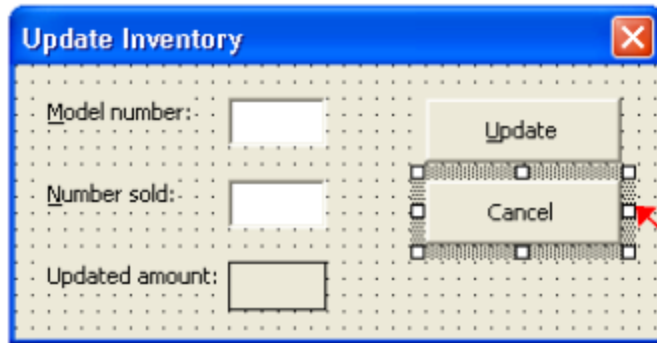 Update Inventory
Model number:
Update
Number sold:
Cancel
Updated amount: